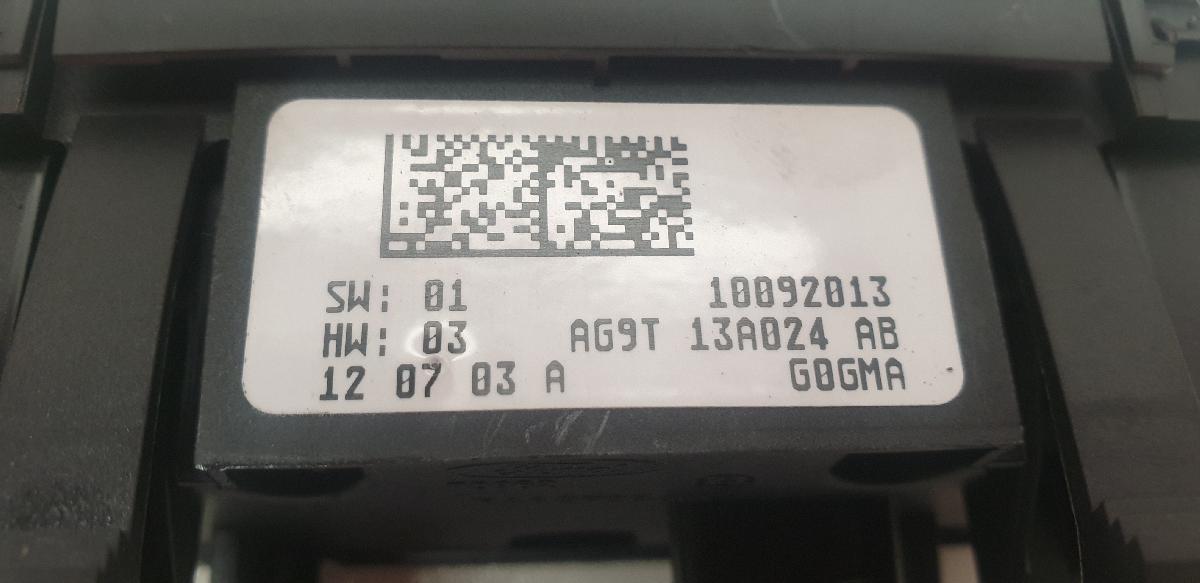 SW: 01 10092013
HW: 03 AG9T 13A024 AB
12 07 03 A G0GMA